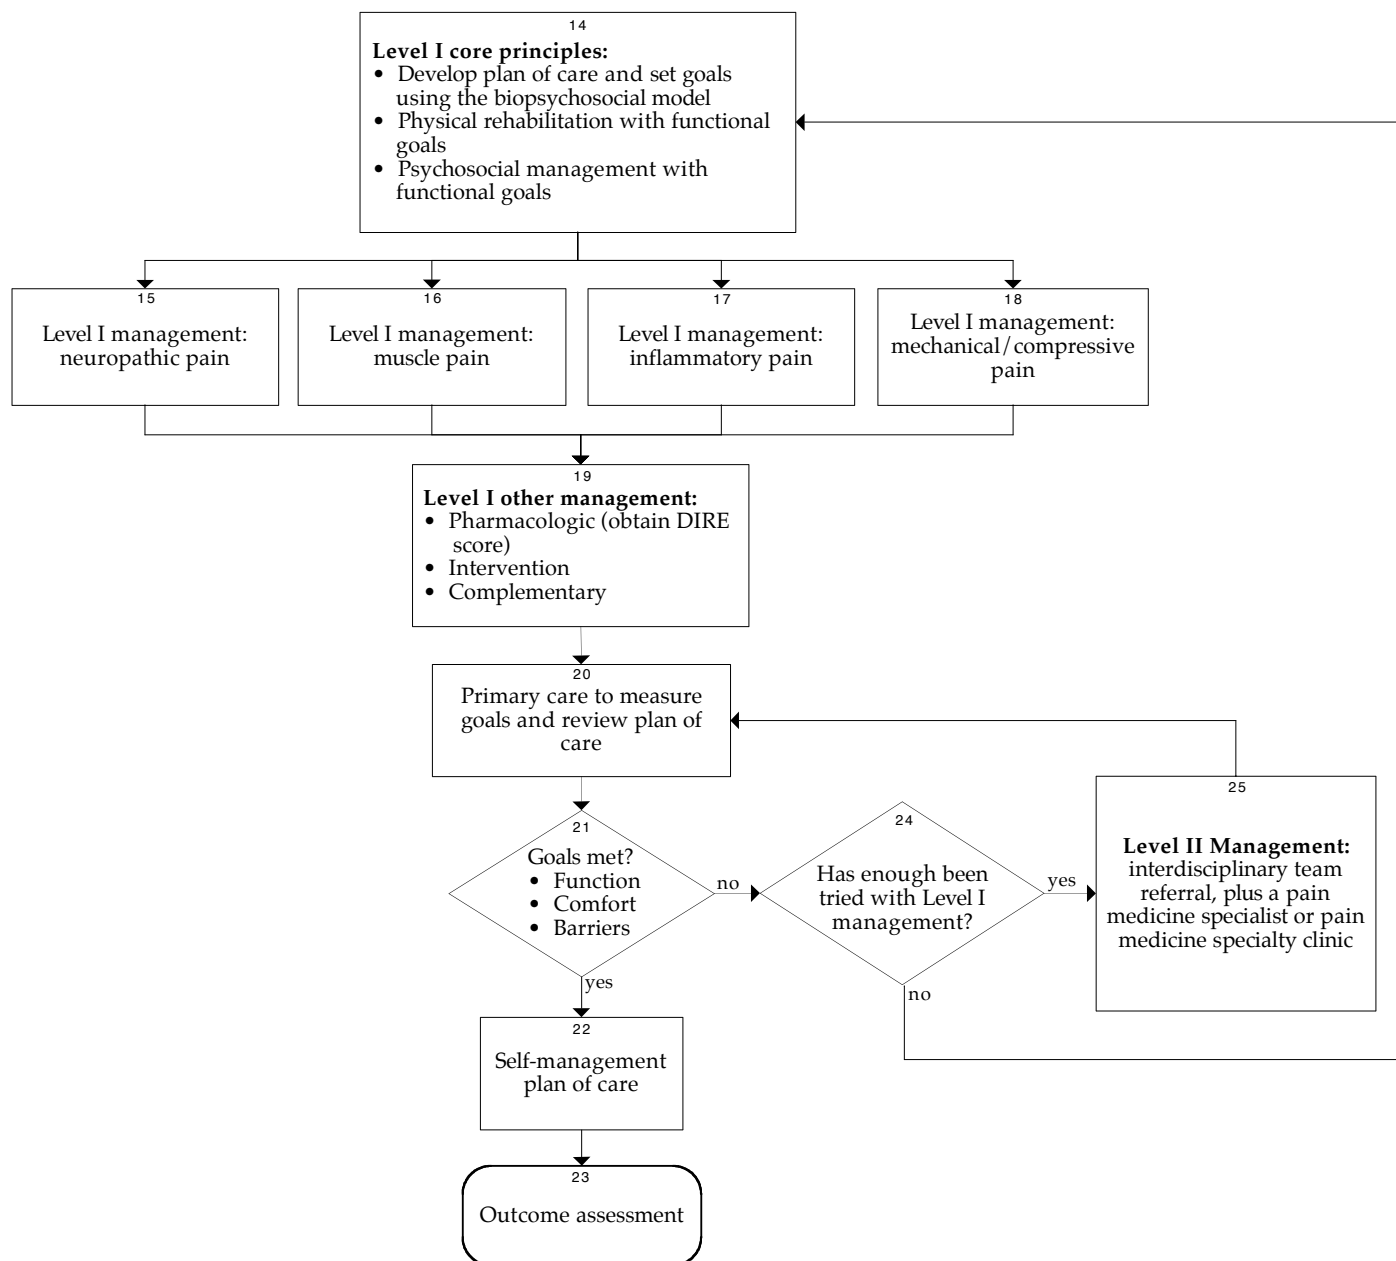 14
Level I core principles:
• Develop plan of care and set goals
using the biopsychosocial model
• Physical rehabilitation with functional
goals
• Psychosocial management with
functional goals
15
Level I management:
neuropathic pain
16
Level I management:
muscle pain
17
Level I management:
inflammatory pain
18
Level I management:
mechanical/compressive
pain
19
Level I other management:
• Pharmacologic (obtain DIRE
score)
• Intervention
• Complementary
20
Primary care to measure
goals and review plan of
care
21
Goals met?
• Function
• Comfort
• Barriers
no
yes
24
Has enough been
tried with Level I
management?
yes
no
25
Level II Management:
interdisciplinary team
referral, plus a pain
medicine specialist or pain
medicine specialty clinic
22
Self-management
plan of care
23
Outcome assessment